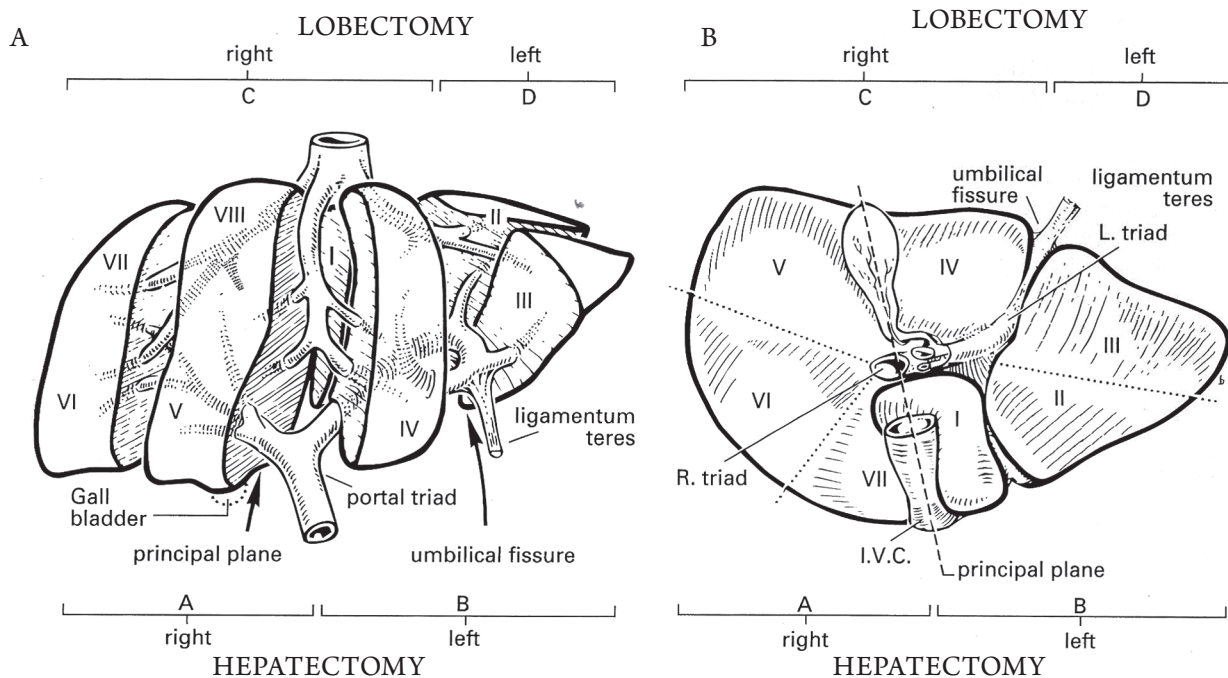 A
LOBECTOMY
right
left
C
D
VIII
VII
II
I
III
VI
V
IV
ligamentum
teres
Gall
bladder
portal triad
principal plane
umbilical fissure
A
B
right
left
HEPATECTOMY
B
LOBECTOMY
right
left
C
D
umbilical
fissure
ligamentum
teres
L. triad
V
IV
III
VI
II
I
R. triad
VII
I.V.C.
principal plane
A
B
right
left
HEPATECTOMY